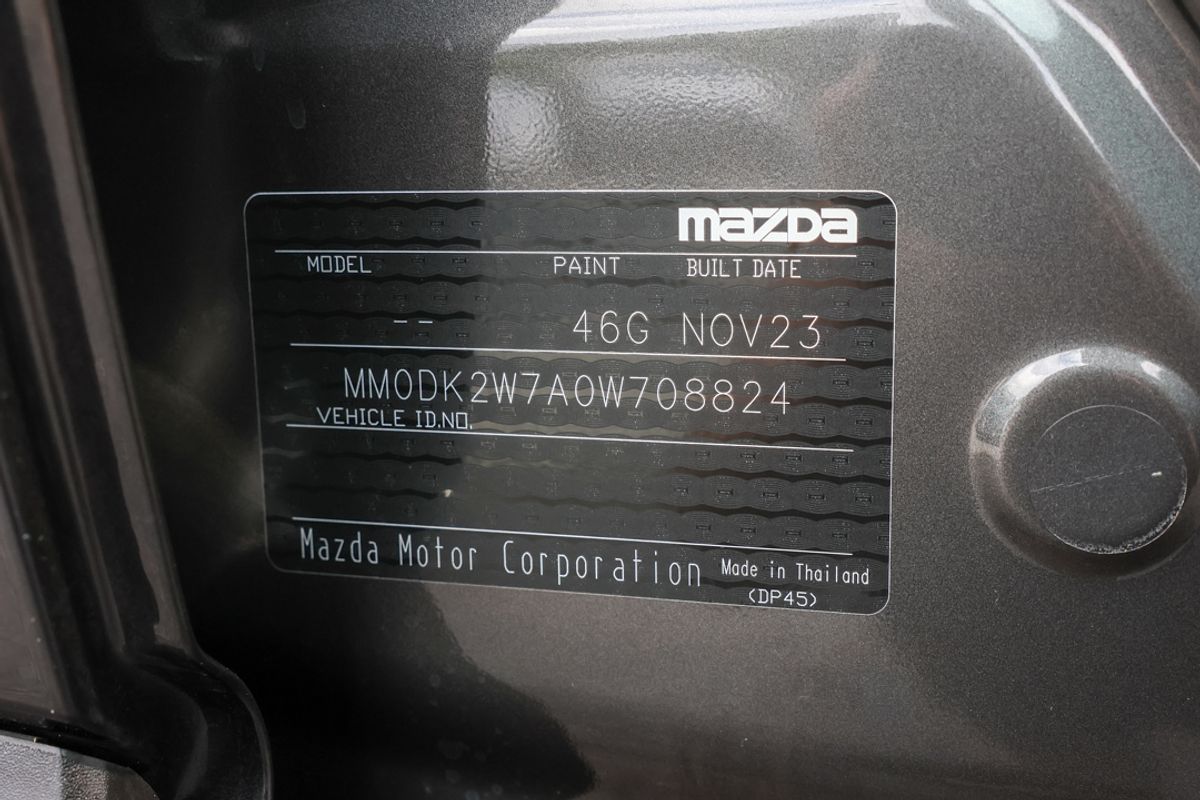 mazda
MODEL PAINT BUILT DATE
-- 46G NOV23
MM0DK2W7A0W708824
VEHICLE ID.NO.
Mazda Motor Corporation Made in Thailand
(DP45)